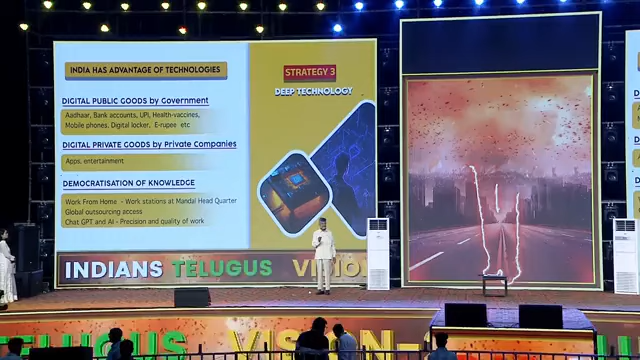 INDIA HAS ADVANTAGE OF TECHNOLOGIES
DIGITAL PUBLIC GOODS by Government
Aadhaar, Bank accounts, UPI, Health-vaccines,
Mobile phones, Digital locker, E-rupee etc
DIGITAL PRIVATE GOODS by Private Companies
Apps, entertainment
DEMOCRATISATION OF KNOWLEDGE
Work From Home - Work stations at Mandal Head Quarter
Global outsourcing access
Chat GPT and AI - Precision and quality of work
STRATEGY 3
DEEP TECHNOLOGY
INDIANS TELUGUS VISION
TELUGUS VISION-